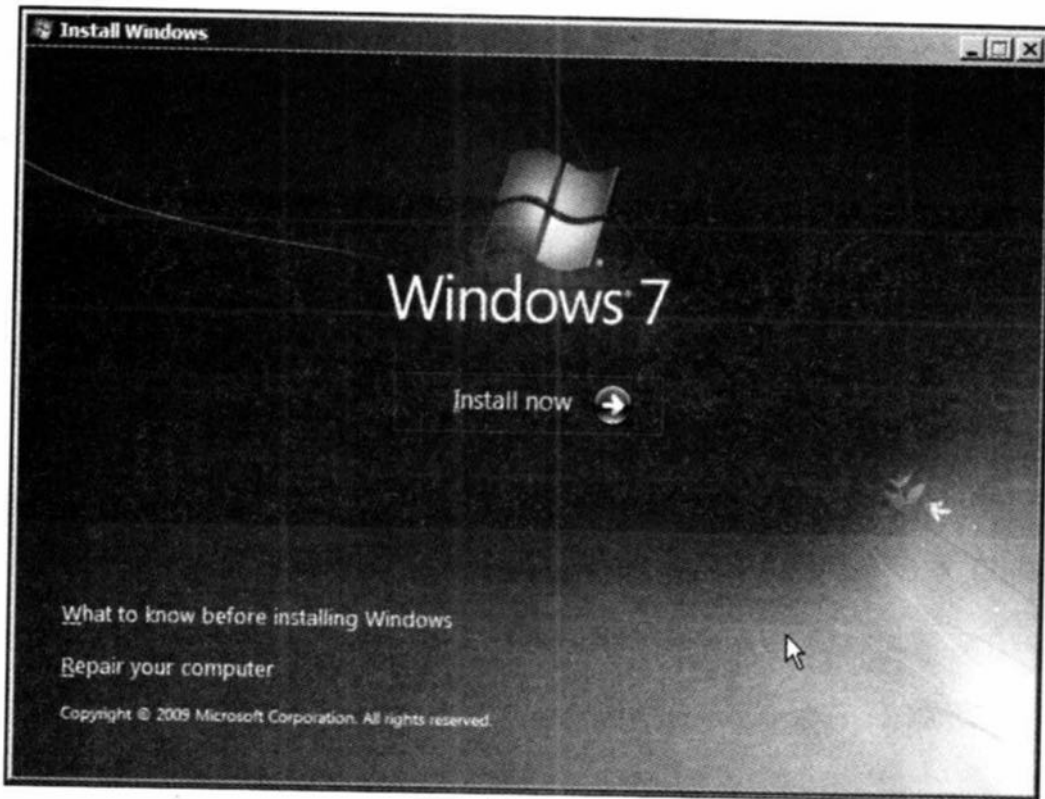 Install Windows
Windows® 7
Install now
What to know before installing Windows
Repair your computer
Copyright © 2009 Microsoft Corporation. All rights reserved.